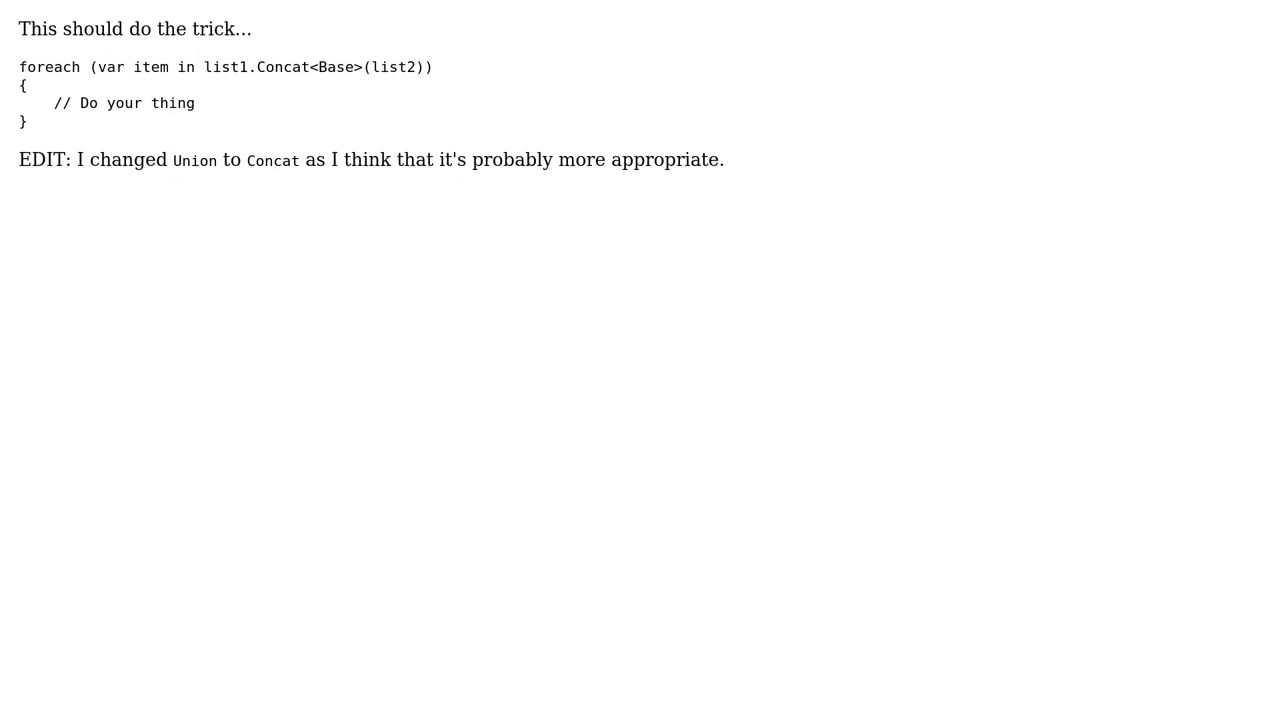 This should do the trick...
foreach (var item in list1.Concat<Base>(list2))
{
    // Do your thing
}
EDIT: I changed Union to Concat as I think that it's probably more appropriate.